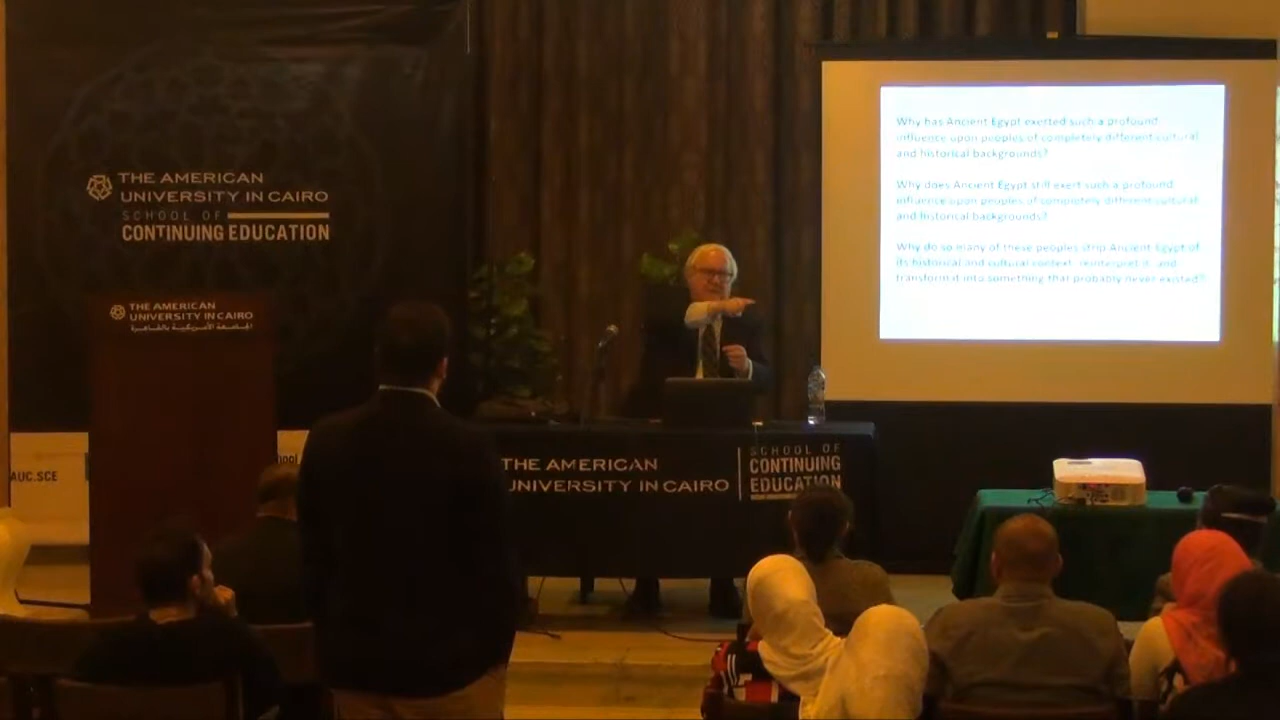 THE AMERICAN
UNIVERSITY IN CAIRO
SCHOOL OF
CONTINUING EDUCATION
THE AMERICAN
UNIVERSITY IN CAIRO
الجامعة الأمريكية بالقاهرة
AUC.SCE
ool
THE AMERICAN
UNIVERSITY IN CAIRO
SCHOOL OF
CONTINUING
EDUCATION
Why has Ancient Egypt exerted such a profound
influence upon peoples of completely different cultural
and historical backgrounds?
Why does Ancient Egypt still exert such a profound
influence upon peoples of completely different cultural
and historical backgrounds?
Why do so many of these peoples strip Ancient Egypt of
its historical and cultural context, reinterpret it, and
transform it into something that probably never existed?